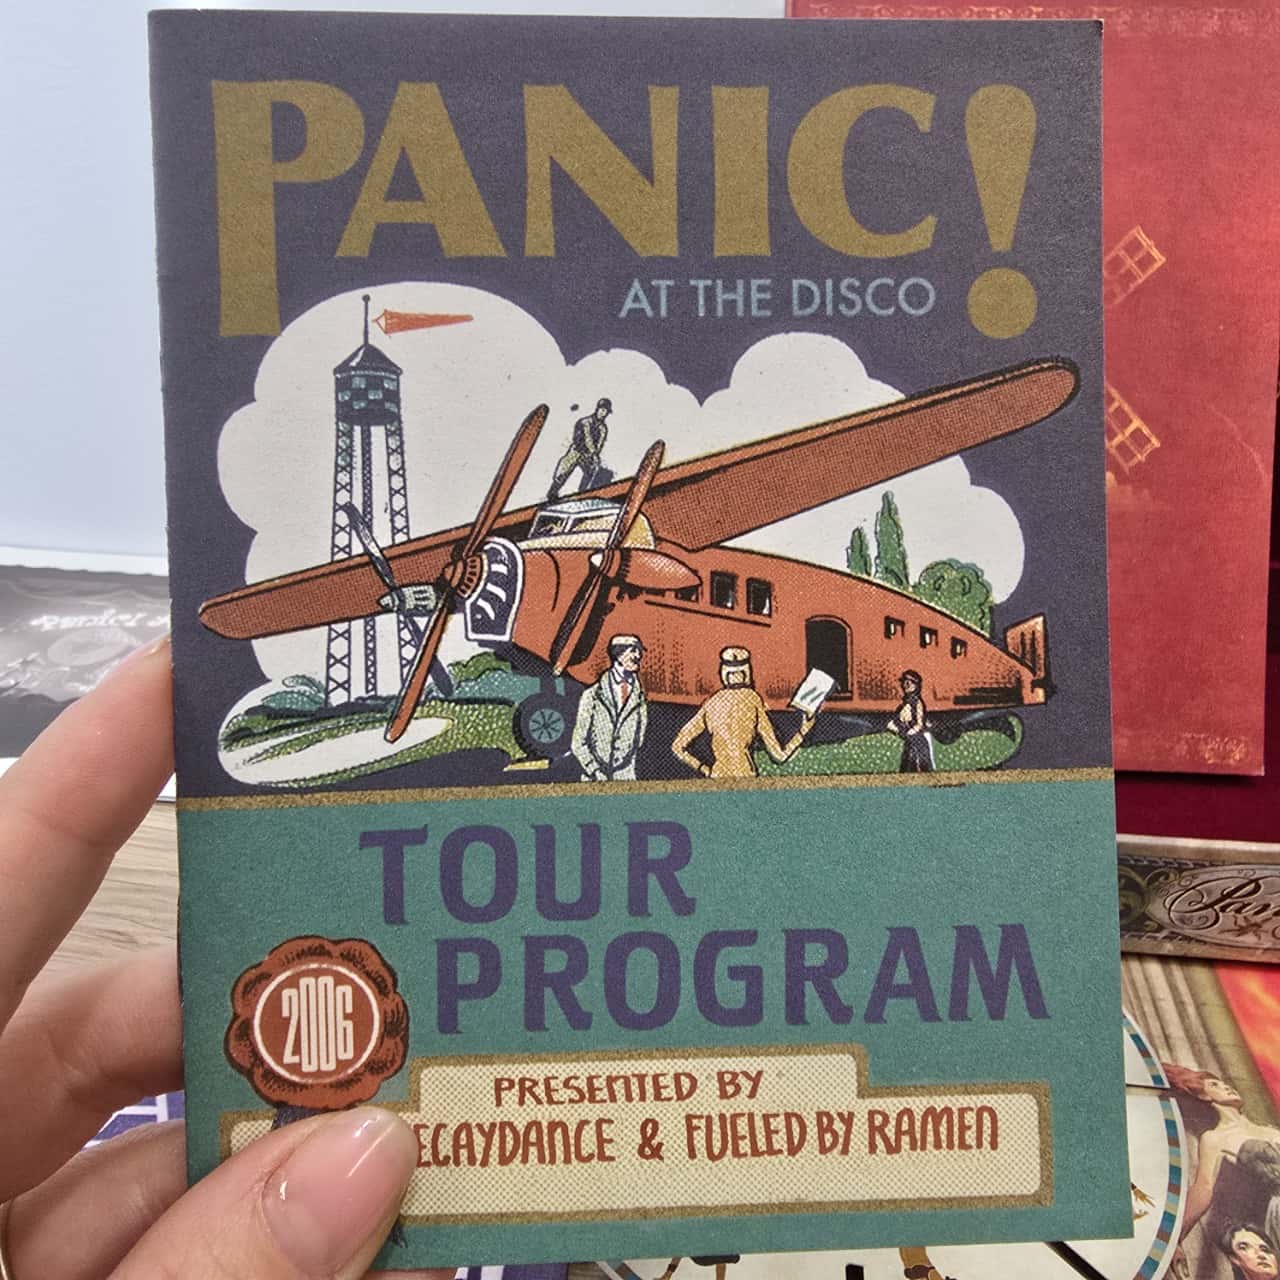 PANIC!
AT THE DISCO
TOUR
PROGRAM
2006
PRESENTED BY
ECAYDANCE & FUELED BY RAMEN